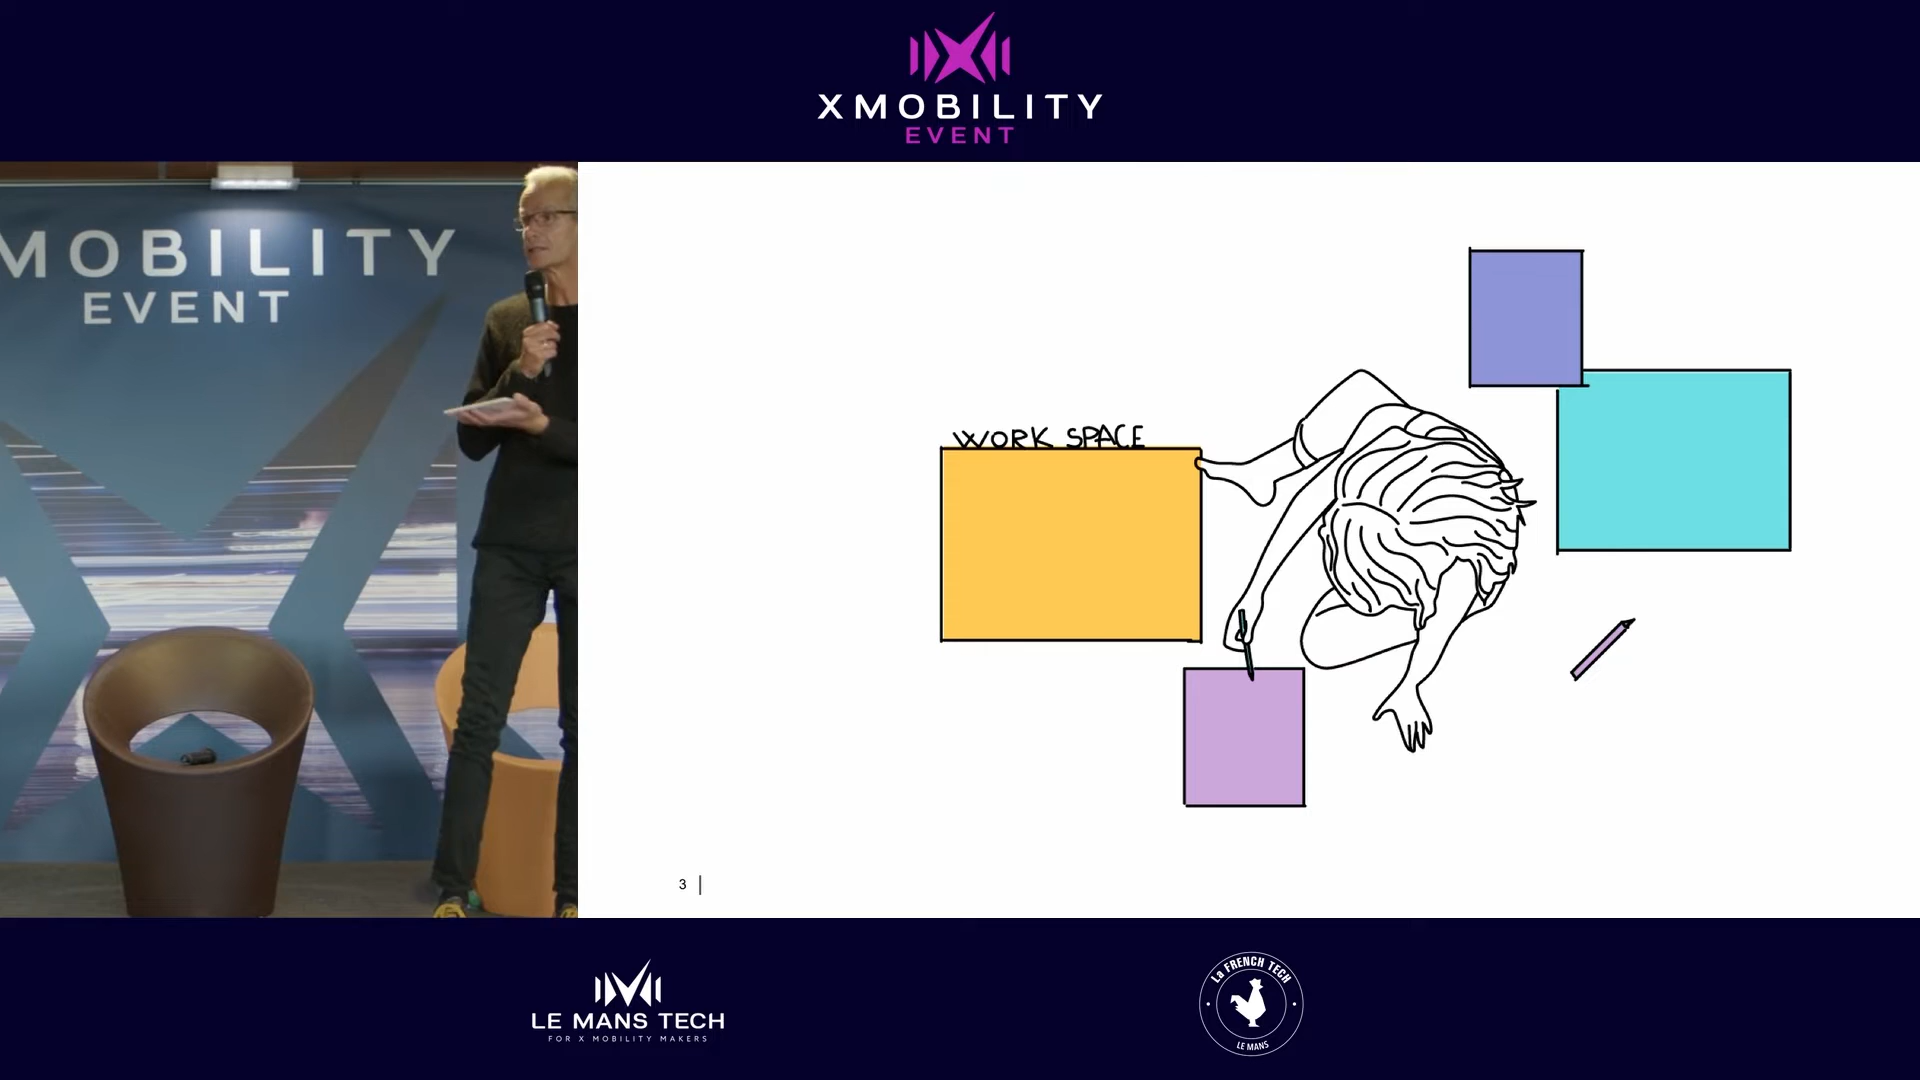 XMOBILITY
EVENT
MOBILITY
EVENT
WORK SPACE
3
LE MANS TECH
FOR X MOBILITY MAKERS
La FRENCH TECH
LE MANS